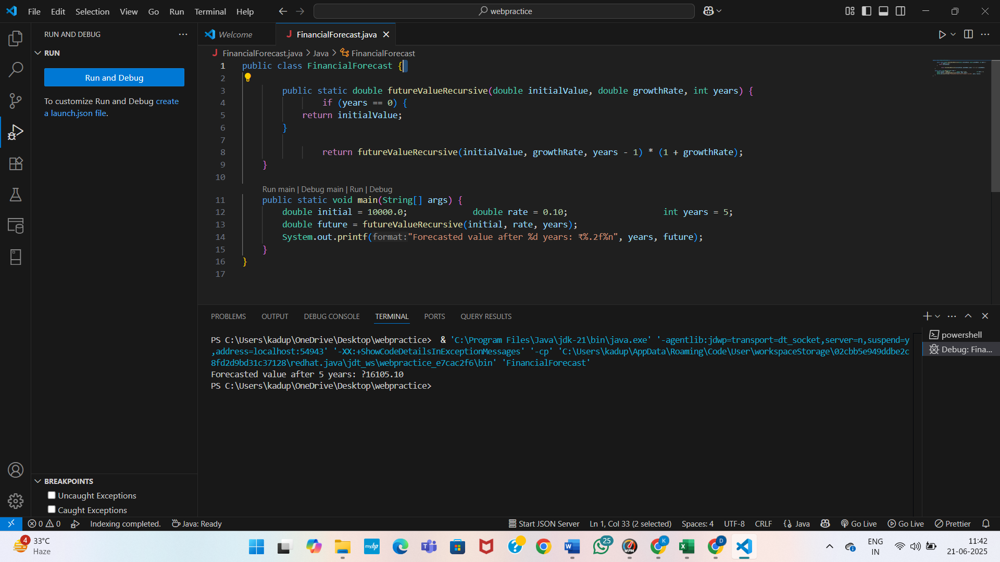 File Edit Selection View Go Run Terminal Help
webpractice
RUN AND DEBUG
RUN
Run and Debug
To customize Run and Debug create
a launch.json file.
Welcome
J FinancialForecast.java
J FinancialForecast.java > Java > FinancialForecast
1 public class FinancialForecast {
2
3 public static double futureValueRecursive(double initialValue, double growthRate, int years) {
4 if (years == 0) {
5 return initialValue;
6 }
7
8 return futureValueRecursive(initialValue, growthRate, years - 1) * (1 + growthRate);
9 }
10
Run main | Debug main | Run | Debug
11 public static void main(String[] args) {
12 double initial = 10000.0; double rate = 0.10; int years = 5;
13 double future = futureValueRecursive(initial, rate, years);
14 System.out.printf(format:"Forecasted value after %d years: ₹%.2f%n", years, future);
15 }
16 }
17
PROBLEMS OUTPUT DEBUG CONSOLE TERMINAL PORTS QUERY RESULTS
PS C:\Users\kadup\OneDrive\Desktop\webpractice> & 'C:\Program Files\Java\jdk-21\bin\java.exe' '-agentlib:jdwp=transport=dt_socket,server=n,suspend=y
,address=localhost:54943' '-XX:+ShowCodeDetailsInExceptionMessages' '-cp' 'C:\Users\kadup\AppData\Roaming\Code\User\workspaceStorage\02cbb5e949ddbe2c
8fd2d9bd31c37128\redhat.java\jdt_ws\webpractice_e7cac2f6\bin' 'FinancialForecast'
Forecasted value after 5 years: ?16105.10
PS C:\Users\kadup\OneDrive\Desktop\webpractice>
powershell
Debug: Fina...
BREAKPOINTS
Uncaught Exceptions
Caught Exceptions
0 0 Indexing completed. Java: Ready
Start JSON Server Ln 1, Col 33 (2 selected) Spaces: 4 UTF-8 CRLF Java Go Live Go Live Prettier
4
33°C
Haze
myhp
25
WPM
K
D
ENG
IN
11:42
21-06-2025